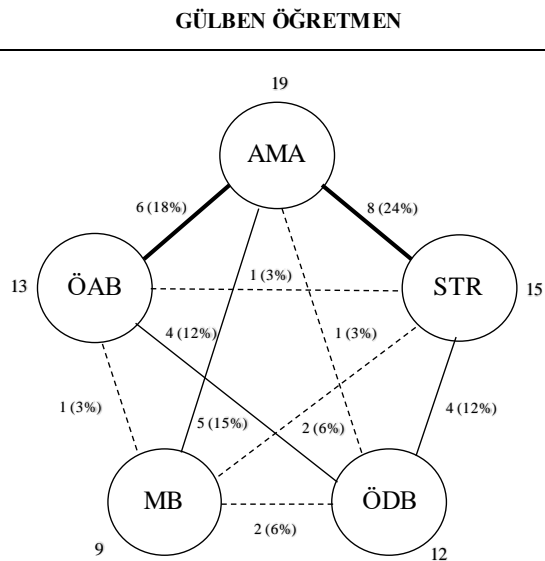 GÜLBEN ÖĞRETMEN
19
AMA
6 (18%)
8 (24%)
13
ÖAB
1 (3%)
STR
15
4 (12%)
1 (3%)
1 (3%)
5 (15%)
2 (6%)
4 (12%)
MB
2 (6%)
ÖDB
9
12